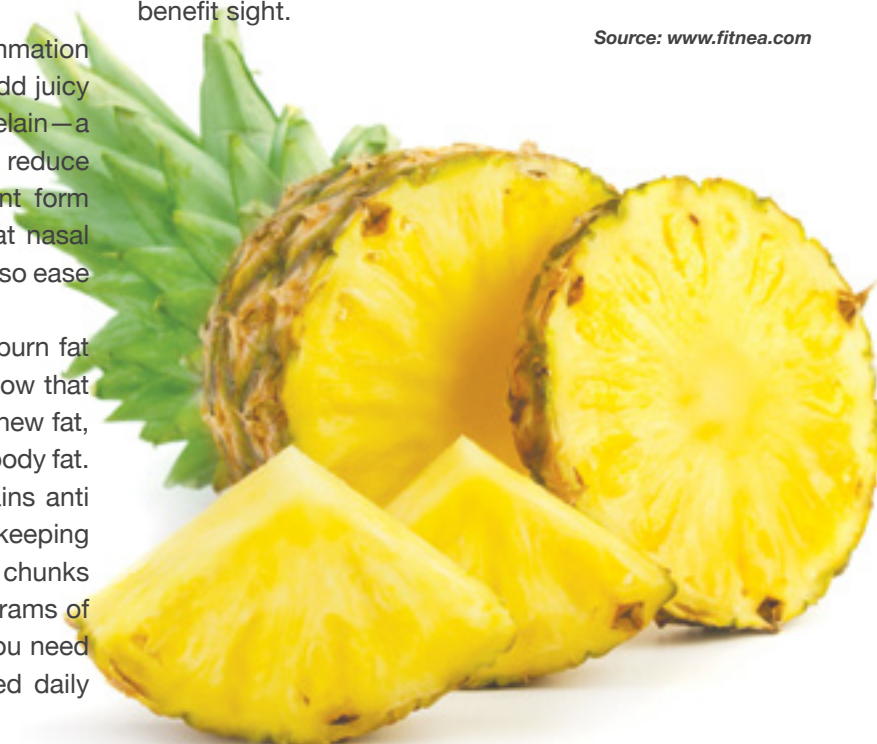 benefit sight.
Source: www.fitnea.com
mmation
dd juicy
elain—a
reduce
nt form
at nasal
so ease
burn fat
ow that
new fat,
body fat.
ins anti
keeping
chunks
rams of
ou need
ed daily